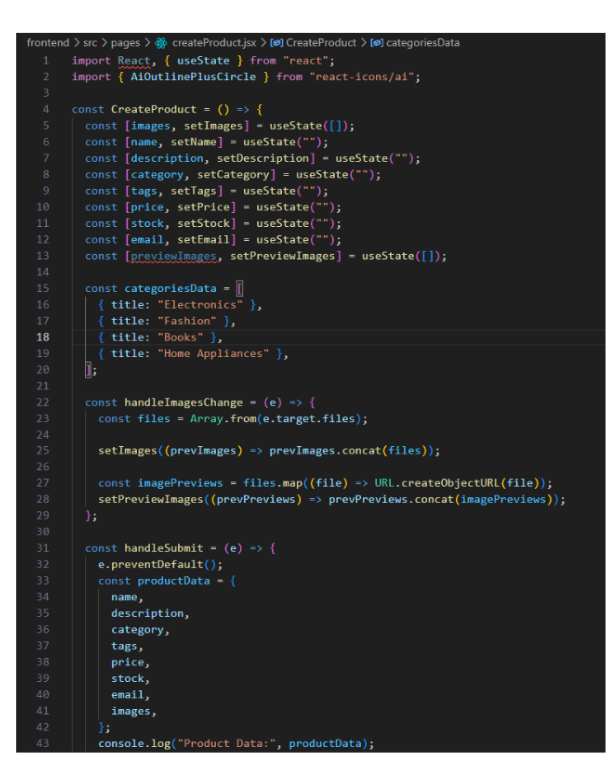 frontend > src > pages > createProduct.jsx > CreateProduct > categoriesData
1 import React, { useState } from "react";
2 import { AiOutlinePlusCircle } from "react-icons/ai";
3
4 const CreateProduct = () => {
5 const [images, setImages] = useState([]);
6 const [name, setName] = useState("");
7 const [description, setDescription] = useState("");
8 const [category, setCategory] = useState("");
9 const [tags, setTags] = useState("");
10 const [price, setPrice] = useState("");
11 const [stock, setStock] = useState("");
12 const [email, setEmail] = useState("");
13 const [previewImages, setPreviewImages] = useState([]);
14
15 const categoriesData = [
16 { title: "Electronics" },
17 { title: "Fashion" },
18 { title: "Books" },
19 { title: "Home Appliances" },
20 ];
21
22 const handleImagesChange = (e) => {
23 const files = Array.from(e.target.files);
24
25 setImages((prevImages) => prevImages.concat(files));
26
27 const imagePreviews = files.map((file) => URL.createObjectURL(file));
28 setPreviewImages((prevPreviews) => prevPreviews.concat(imagePreviews));
29 };
30
31 const handleSubmit = (e) => {
32 e.preventDefault();
33 const productData = {
34 name,
35 description,
36 category,
37 tags,
38 price,
39 stock,
40 email,
41 images,
42 };
43 console.log("Product Data:", productData);